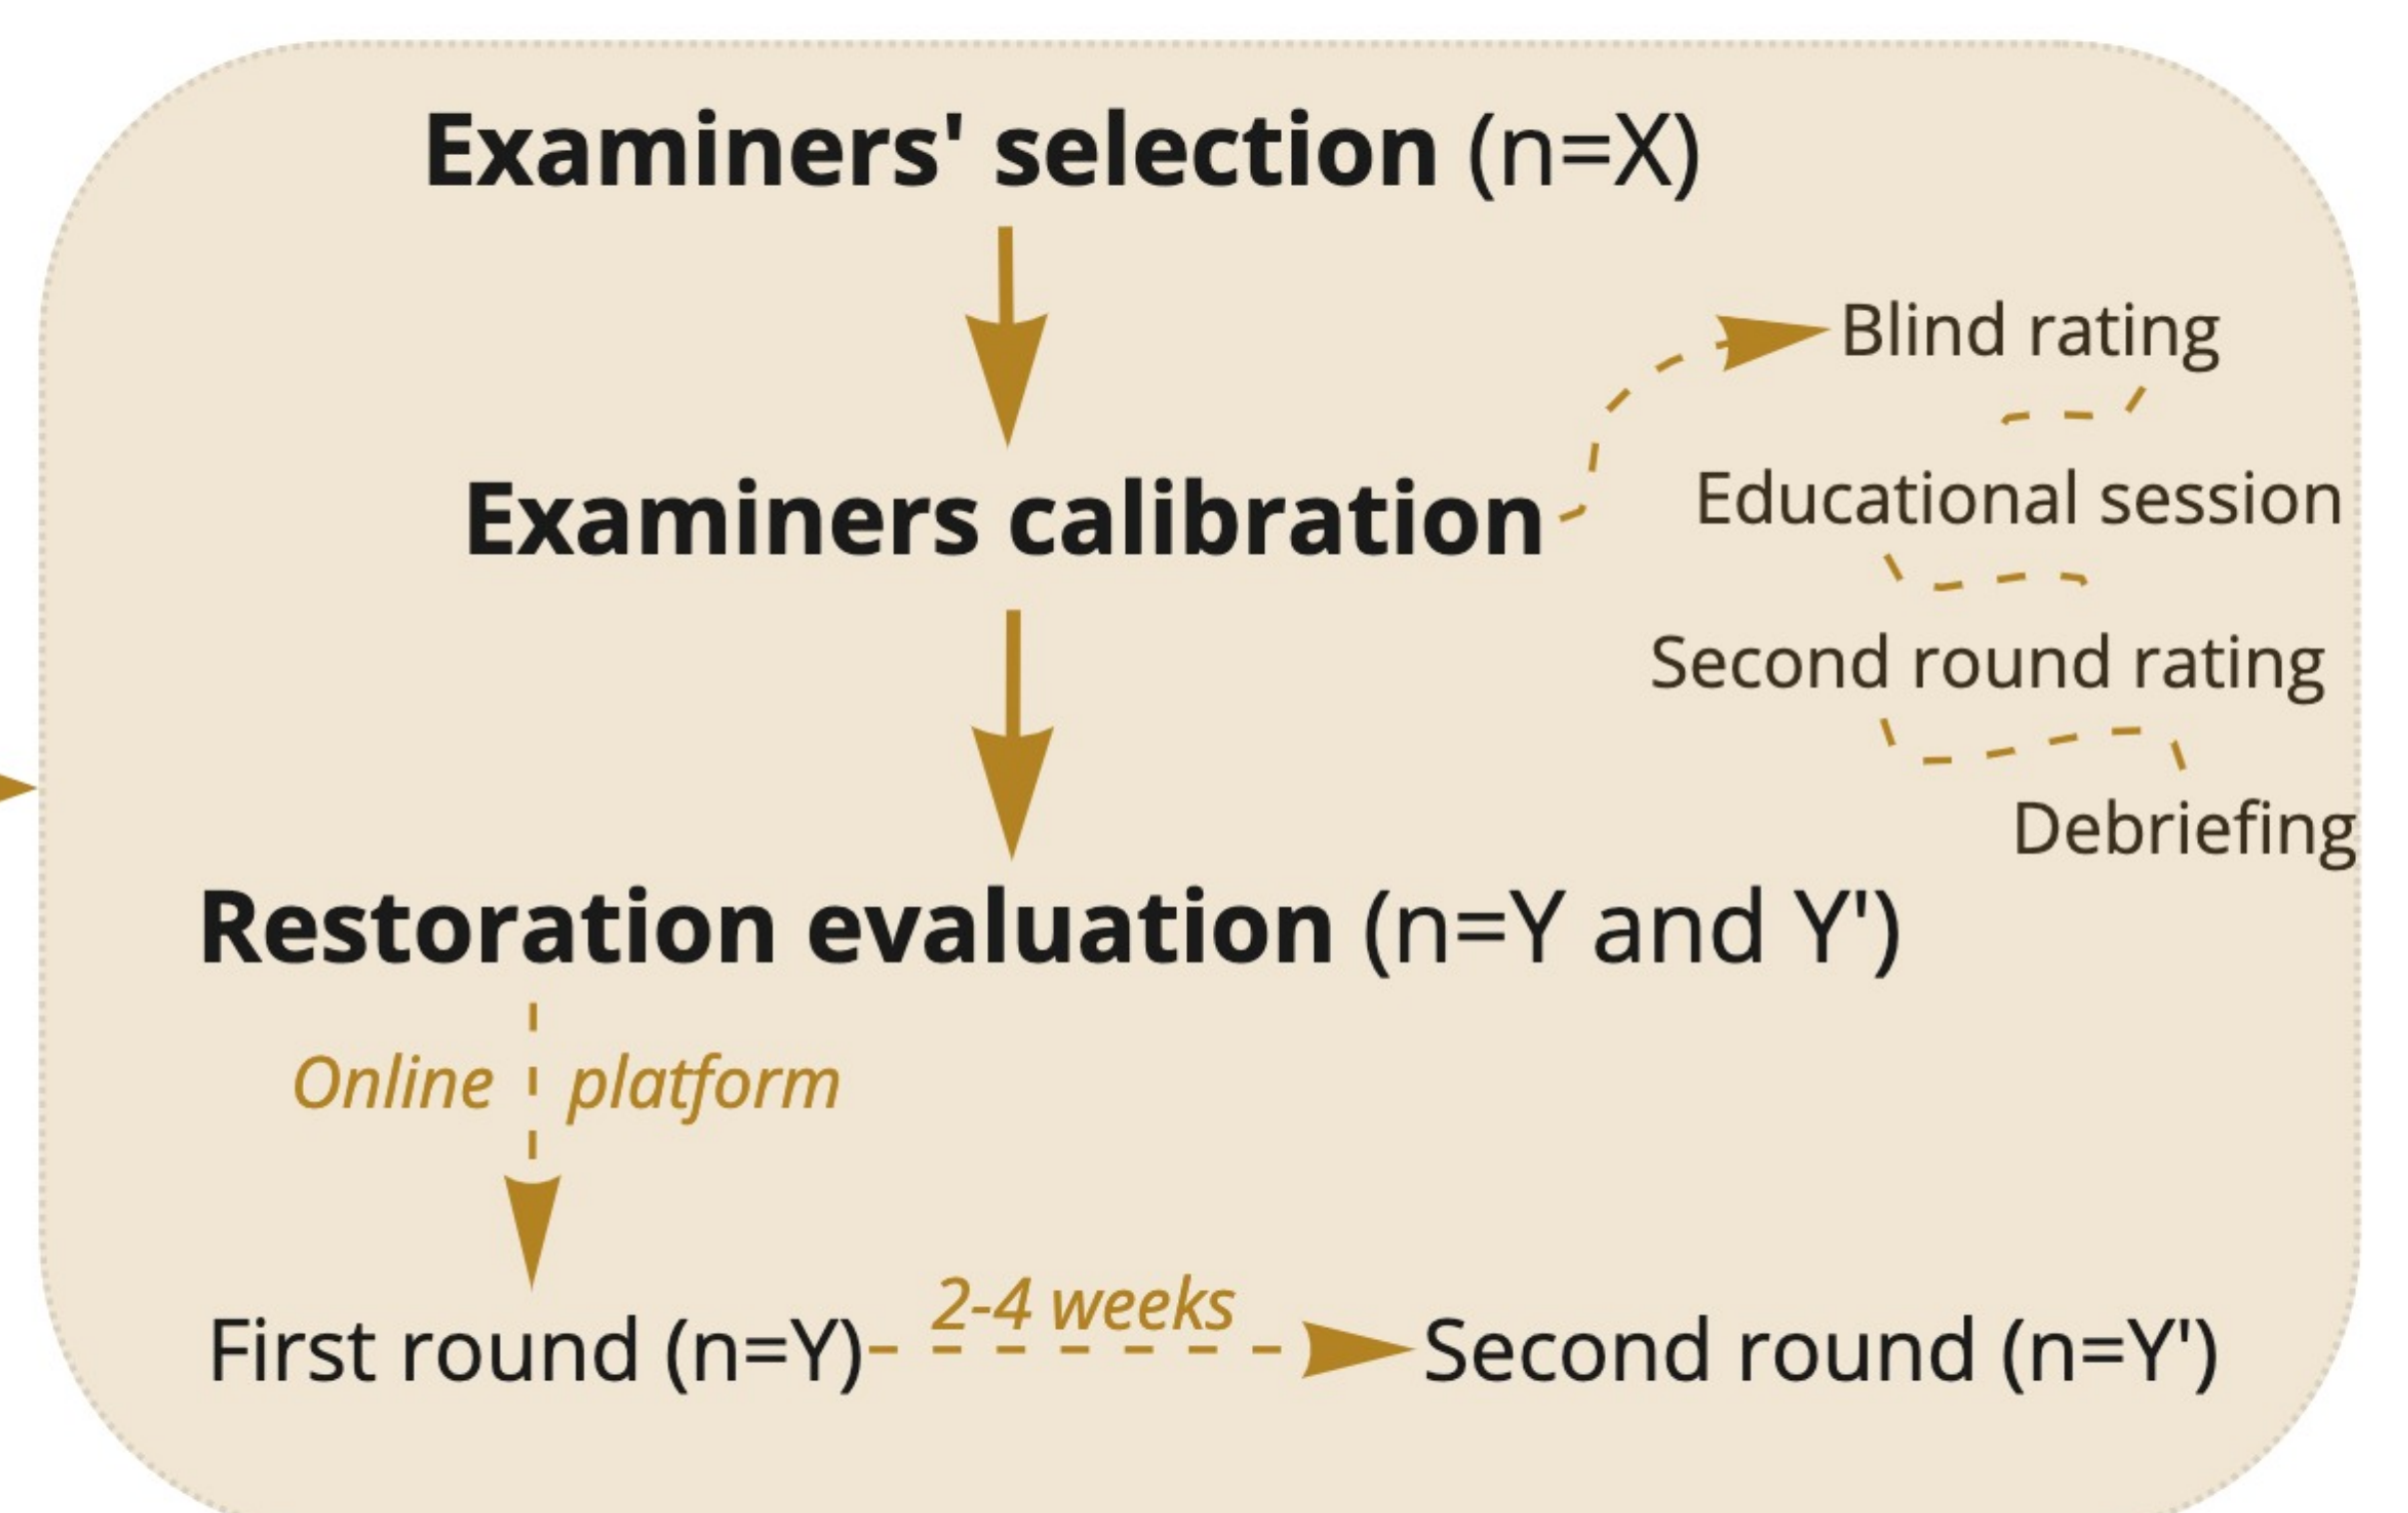 Examiners' selection (n=X)
Blind rating
Examiners calibration
Educational session
Second round rating
Debriefing
Restoration evaluation (n=Y and Y')
Online platform
2-4 weeks
First round (n=Y)
Second round (n=Y')